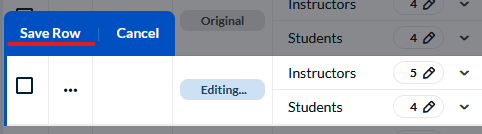 Instructors 4
Original
Save Row Cancel
Students 4
Instructors 5
... Editing...
Students 4